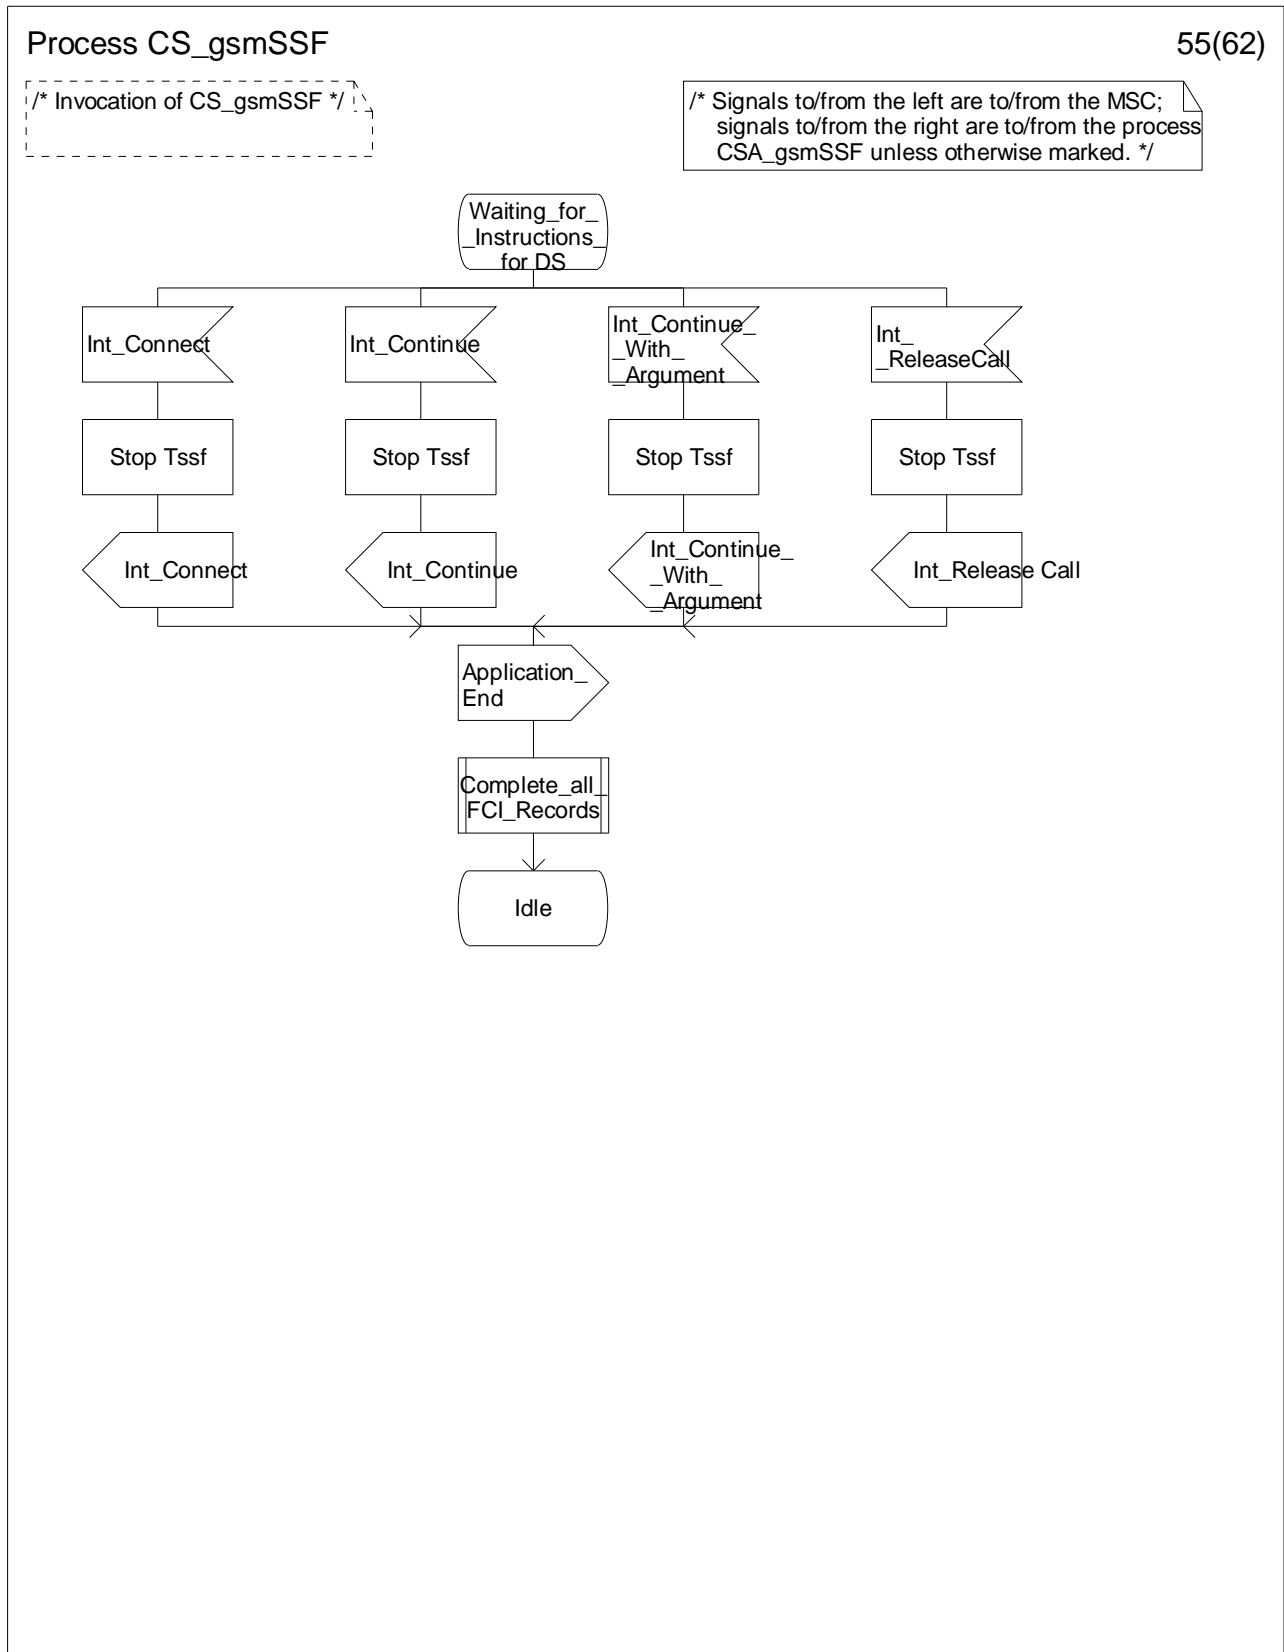 Process CS_gsmSSF
55(62)
/* Invocation of CS_gsmSSF */
/* Signals to/from the left are to/from the MSC;
signals to/from the right are to/from the process
CSA_gsmSSF unless otherwise marked. */
Waiting_for_
_Instructions_
for DS
Int_Connect
Int_Continue
Int_Continue_
_With_
_Argument
Int_
_ReleaseCall
Stop Tssf
Stop Tssf
Stop Tssf
Stop Tssf
Int_Connect
Int_Continue
Int_Continue_
_With_
_Argument
Int_Release Call
Application_
End
Complete_all_
FCI_Records
Idle